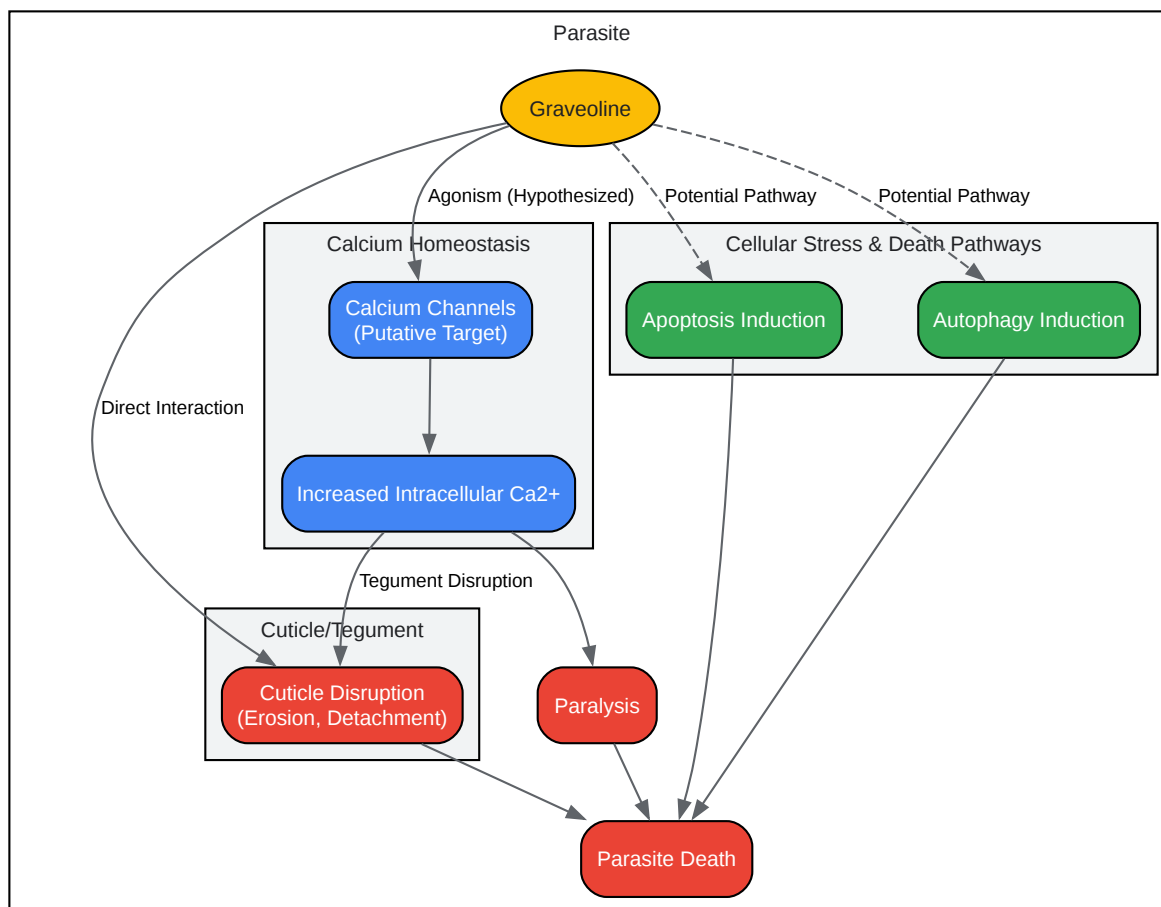 Parasite
Graveoline
Agonism (Hypothesized)
Potential Pathway
Potential Pathway
Calcium Homeostasis
Cellular Stress & Death Pathways
Calcium Channels
(Putative Target)
Apoptosis Induction
Autophagy Induction
Direct Interaction
Increased Intracellular Ca2+
Tegument Disruption
Cuticle/Tegument
Cuticle Disruption
(Erosion, Detachment)
Paralysis
Parasite Death